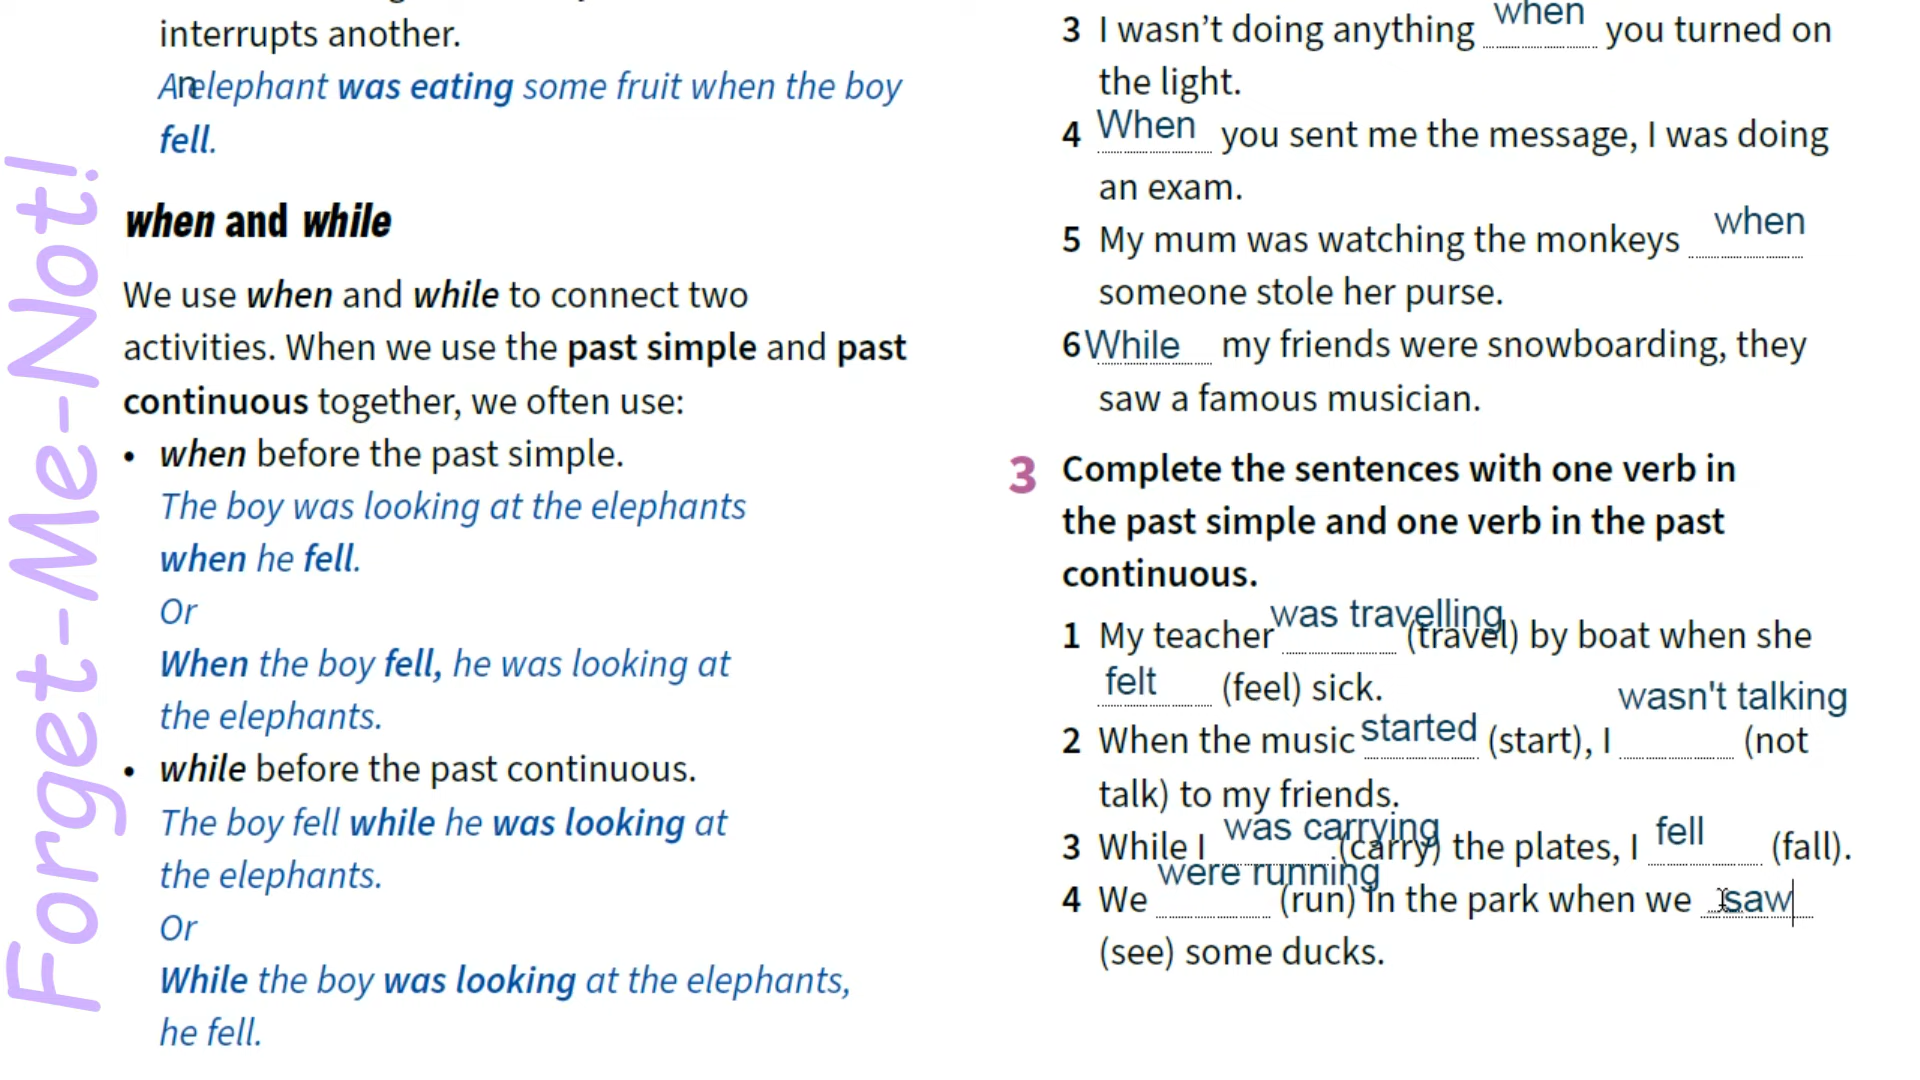 Forget-Me-Not!
interrupts another.
An elephant was eating some fruit when the boy
fell.
when and while
We use when and while to connect two
activities. When we use the past simple and past
continuous together, we often use:
• when before the past simple.
The boy was looking at the elephants
when he fell.
Or
When the boy fell, he was looking at
the elephants.
• while before the past continuous.
The boy fell while he was looking at
the elephants.
Or
While the boy was looking at the elephants,
he fell.
3 I wasn't doing anything when you turned on
the light.
4 When you sent me the message, I was doing
an exam.
5 My mum was watching the monkeys when
someone stole her purse.
6 While my friends were snowboarding, they
saw a famous musician.
3 Complete the sentences with one verb in
the past simple and one verb in the past
continuous.
1 My teacher was travelling (travel) by boat when she
felt (feel) sick.
2 When the music started (start), I wasn't talking (not
talk) to my friends.
3 While I was carrying (carry) the plates, I fell (fall).
4 We were running (run) in the park when we saw
(see) some ducks.